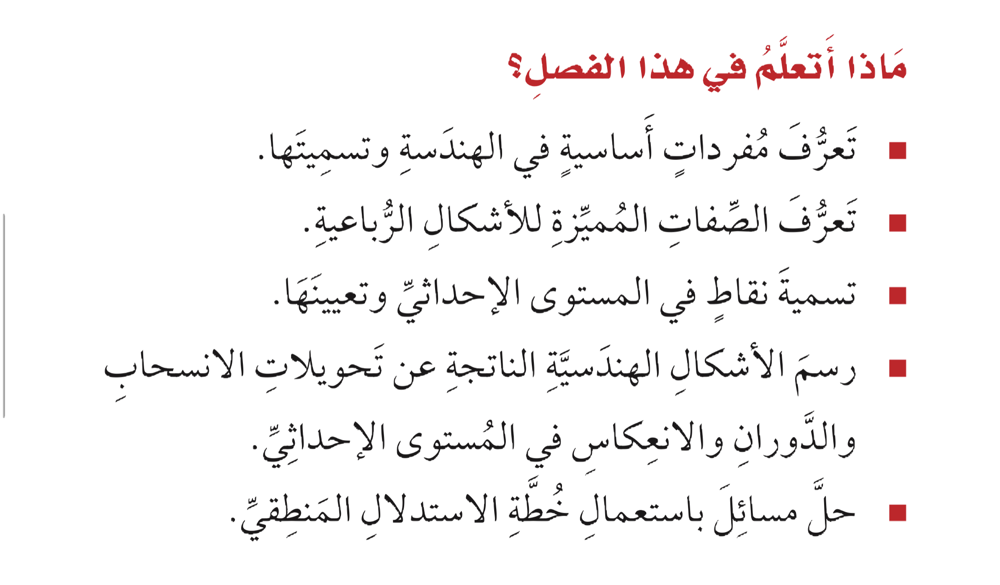 مَاذا أَتعلَّمُ في هذا الفصلِ؟
■ تَعرُّفَ مُفرداتٍ أَساسيةٍ في الهندَسةِ وتسمِيتَها.
■ تَعرُّفَ الصِّفاتِ المُميِّزةِ للأشكالِ الرُّباعيةِ.
■ تسميةَ نقاطٍ في المستوى الإحداثيِّ وتعيينَهَا.
■ رسمَ الأشكالِ الهندَسيَّةِ الناتجةِ عن تَحويلاتِ الانسحابِ
والدَّورانِ والانعِكاسِ في المُستوى الإحداثِيِّ.
■ حلَّ مسائِلَ باستعمالِ خُطَّةِ الاستدلالِ المَنطِقيِّ.